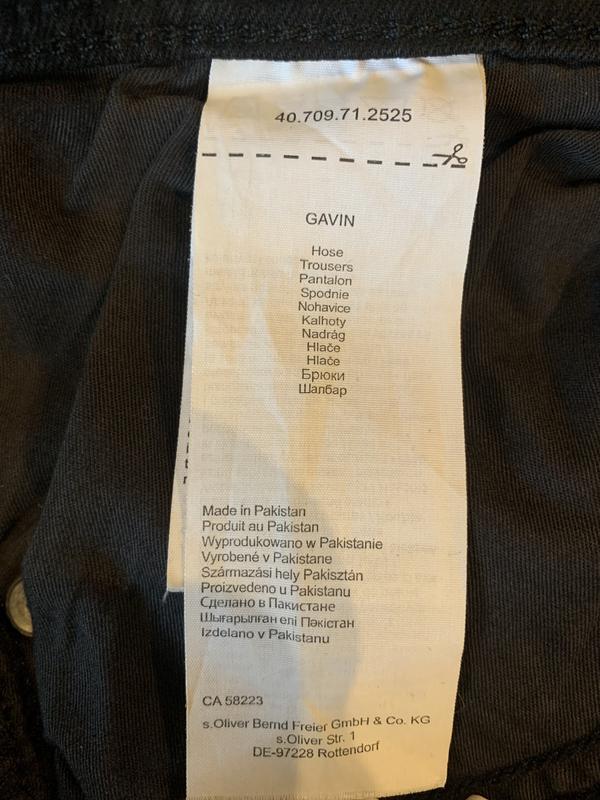 40.709.71.2525
GAVIN
Hose
Trousers
Pantalon
Spodnie
Nohavice
Kalhoty
Nadrág
Hlače
Hlače
Брюки
Шалбар
Made in Pakistan
Produit au Pakistan
Wyprodukowano w Pakistanie
Vyrobené v Pakistane
Származási hely Pakisztán
Proizvedeno u Pakistanu
Сделано в Пакистане
Шығарылған елі Пәкістан
Izdelano v Pakistanu
CA 58223
s.Oliver Bernd Freier GmbH & Co. KG
s.Oliver Str. 1
DE-97228 Rottendorf